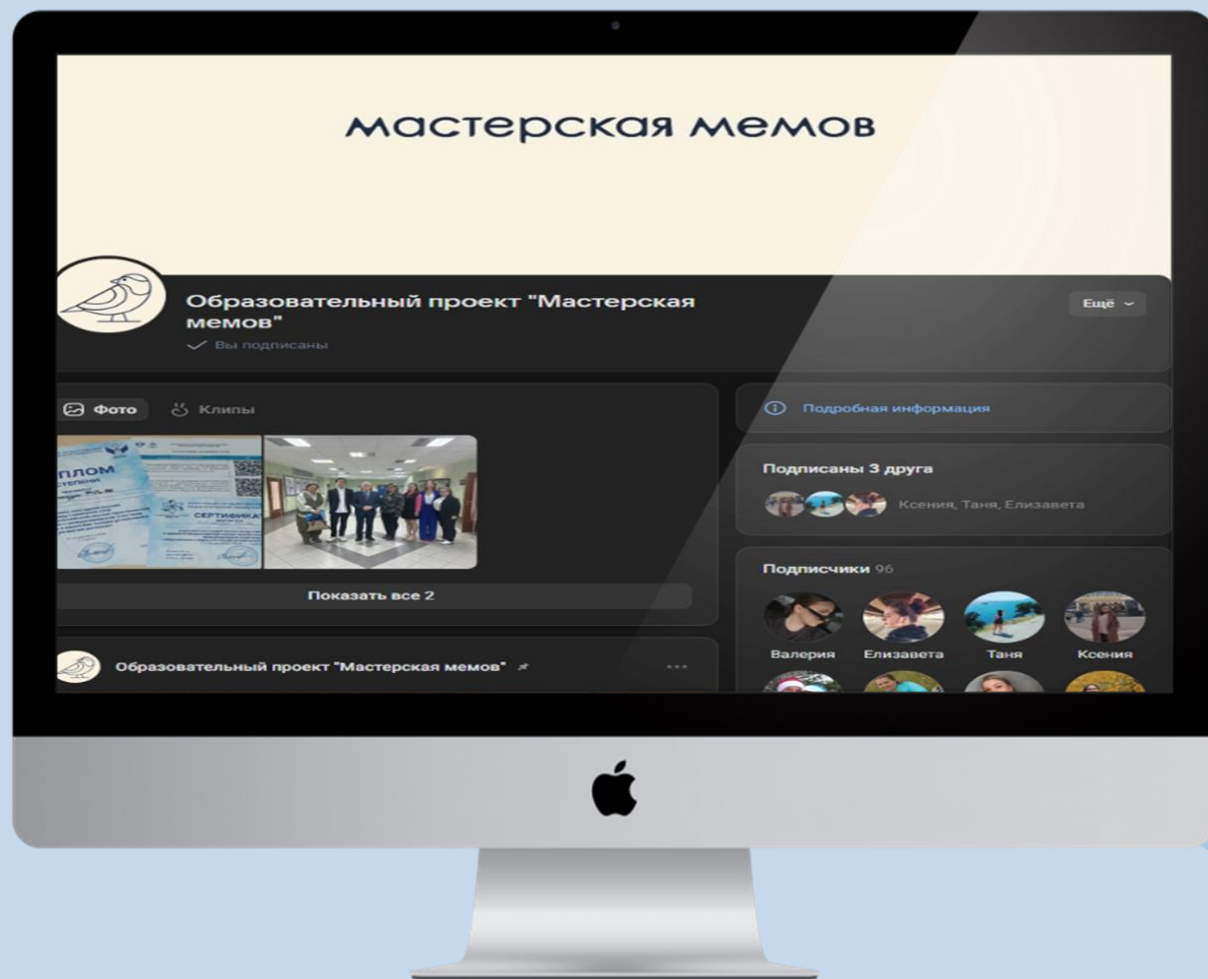 мастерская мемов
Образовательный проект "Мастерская
мемов"
Вы подписаны
Ещё
Фото
Клипы
Подробная информация
ПЛОМ
СТЕПЕНИ
СЕРТИФИКАТ
Подписаны 3 друга
Ксения, Таня, Елизавета
Показать все 2
Подписчики 96
Валерия
Елизавета
Таня
Ксения
Образовательный проект "Мастерская мемов"